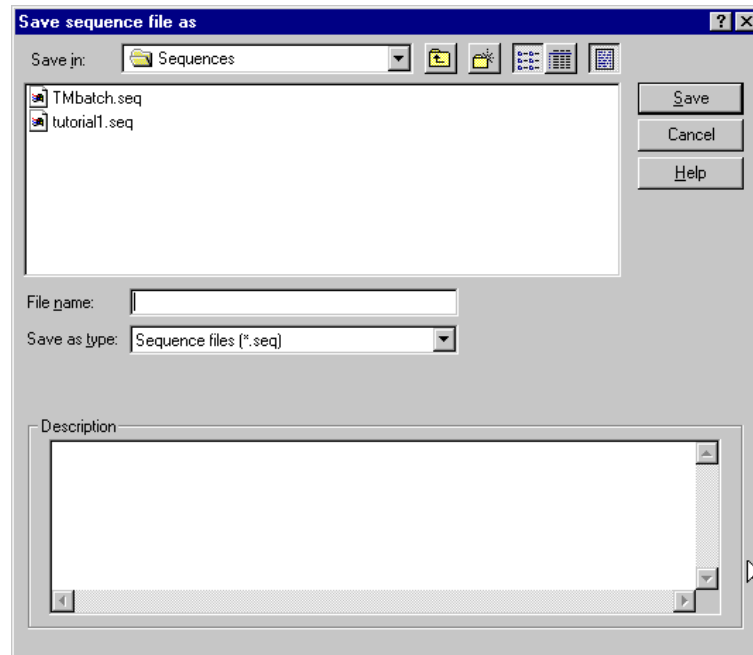 Save sequence file as
Save in: Sequences
TMbatch.seq
tutorial1.seq
Save
Cancel
Help
File name:
Save as type: Sequence files (*.seq)
Description